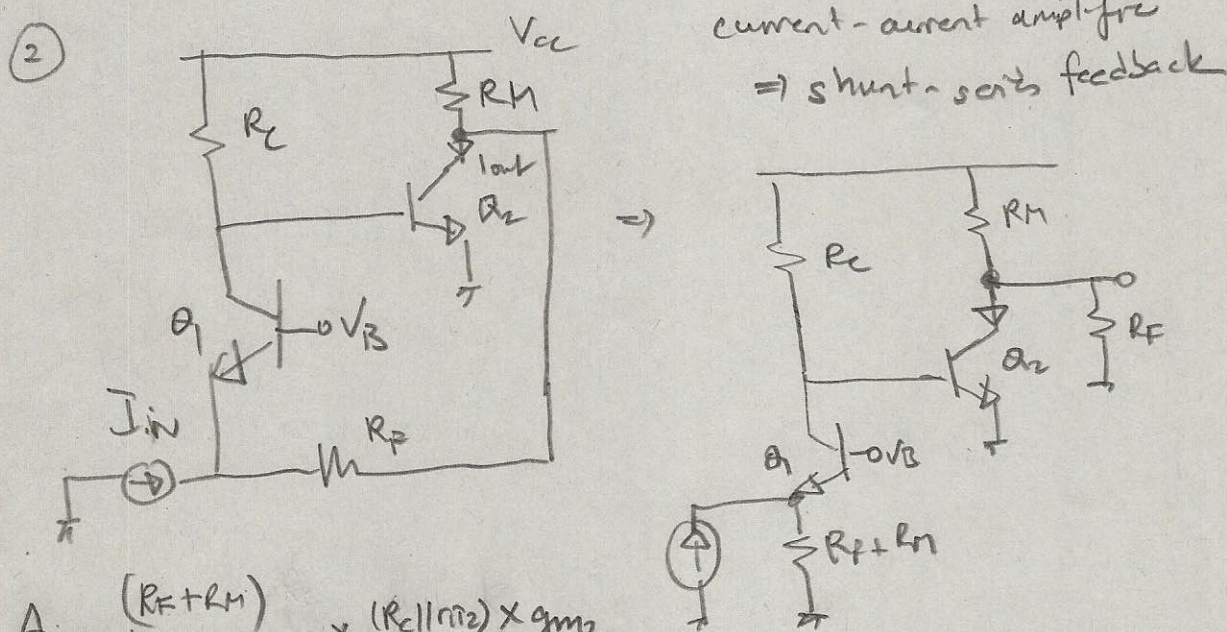 ②
Vcc
current-current amplifie
=> shunt-series feedback
RM
RC
Iout
Q2
Q1
VB
Iin
RF
=>
RM
RC
RF
Q2
Q1
VB
RF+RM
A
(RF+RM)
x (RC||rπ2) x gm2